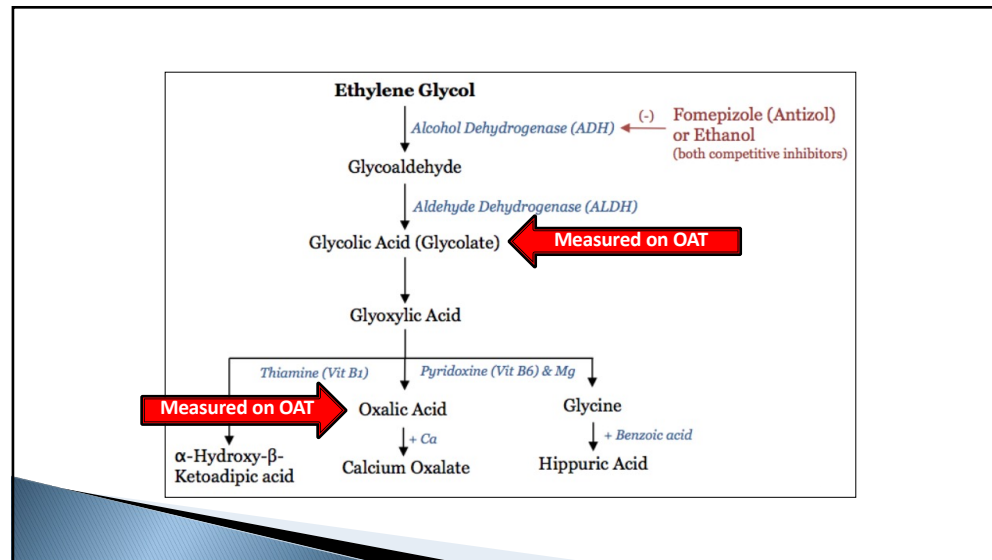 Ethylene Glycol
Alcohol Dehydrogenase (ADH)
(-)
Fomepizole (Antizol)
or Ethanol
(both competitive inhibitors)
Glycoaldehyde
Aldehyde Dehydrogenase (ALDH)
Glycolic Acid (Glycolate)
Measured on OAT
Glyoxylic Acid
Thiamine (Vit B1)
Pyridoxine (Vit B6) & Mg
Measured on OAT
Oxalic Acid
Glycine
+ Ca
+ Benzoic acid
α-Hydroxy-β-
Ketoadipic acid
Calcium Oxalate
Hippuric Acid